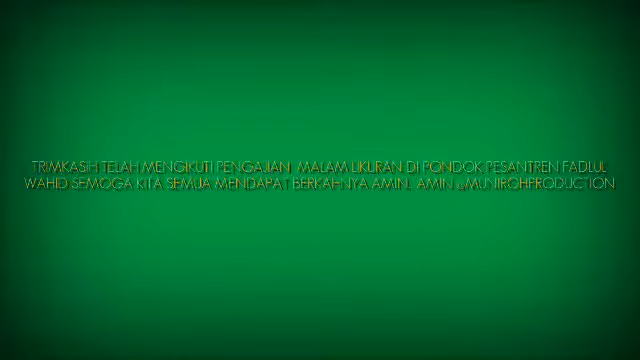 TRIMKASIH TELAH MENGIKUTI PENGAJIAN MALAM LIKURAN DI PONDOK PESANTREN FADLUL
WAHID SEMOGA KITA SEMUA MENDAPAT BERKAHNYA AMIN.. AMIN @MUNIROHPRODUCTION